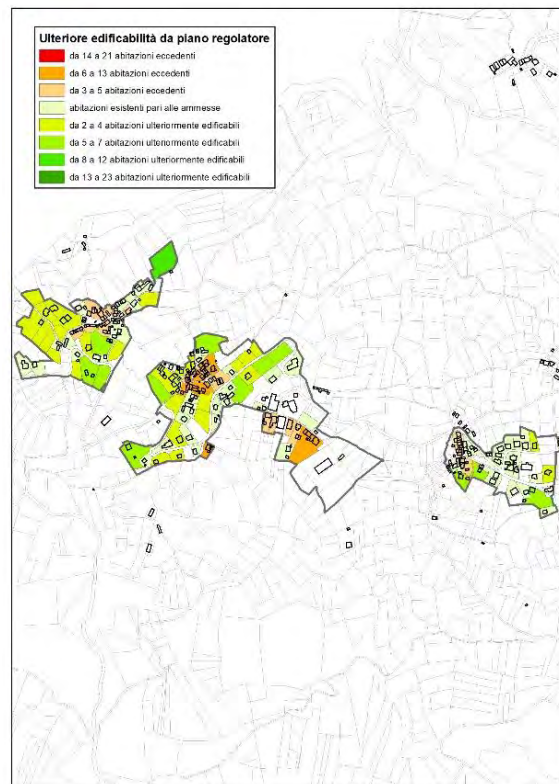 Ulteriore edificabilità da piano regolatore
da 14 a 21 abitazioni eccedenti
da 6 a 13 abitazioni eccedenti
da 3 a 5 abitazioni eccedenti
abitazioni esistenti pari alle ammesse
da 2 a 4 abitazioni ulteriormente edificabili
da 5 a 7 abitazioni ulteriormente edificabili
da 8 a 12 abitazioni ulteriormente edificabili
da 13 a 23 abitazioni ulteriormente edificabili